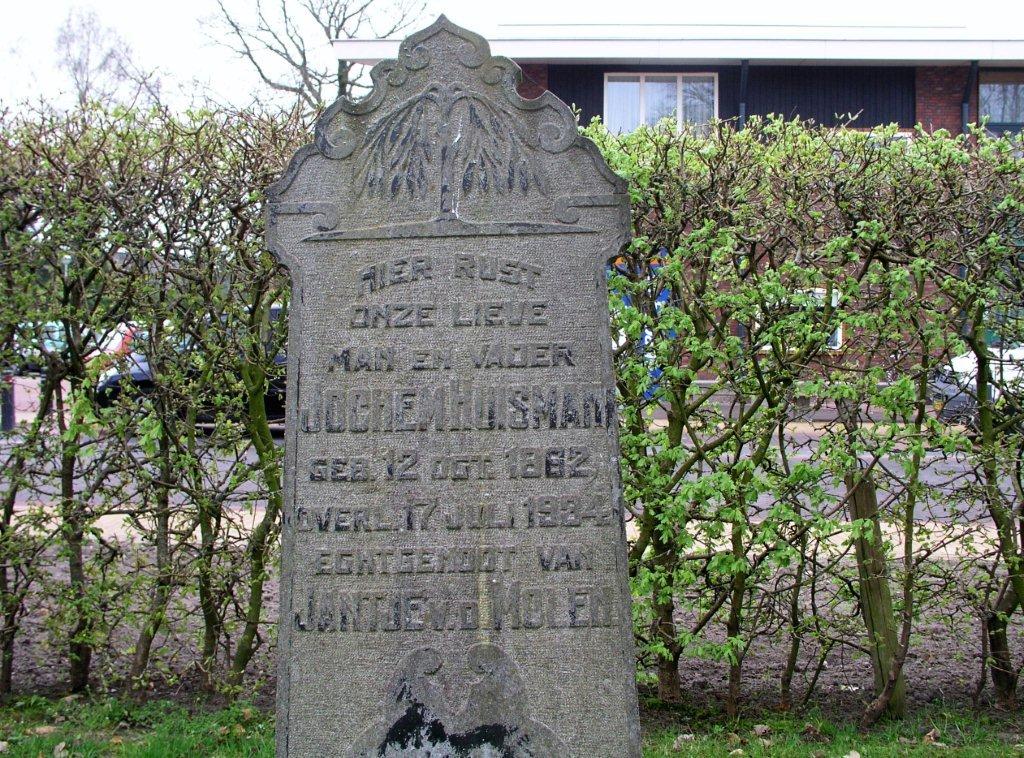 HIER RUST
ONZE LIEVE
MAN EN VADER
JOCHEM HUISMAN
GEB 12 OCT 1862
OVERL. 17 JULI 1934
ECHTGENOOT VAN
JANTJE V.D MOLEN